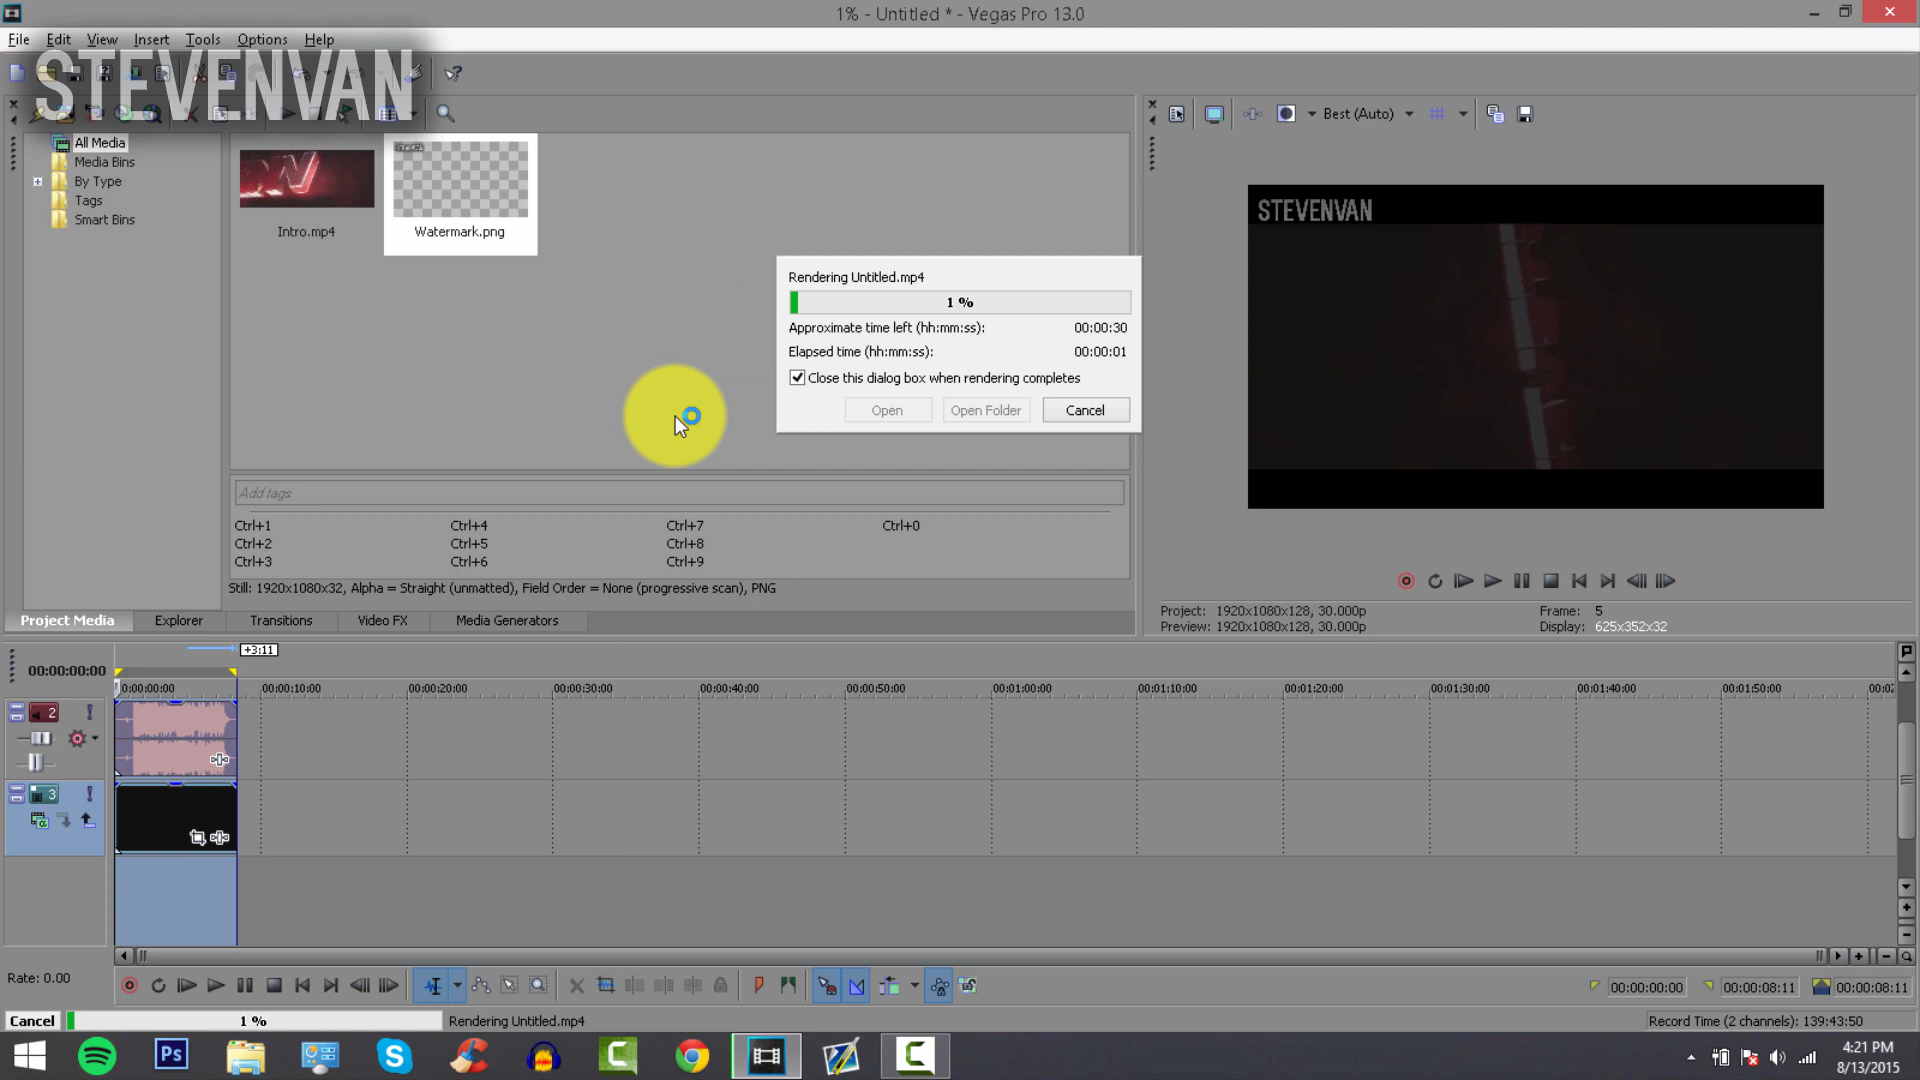 1% - Untitled * - Vegas Pro 13.0
File Edit View Insert Tools Options Help
STEVENVAN
Best (Auto)
All Media
Media Bins
By Type
Tags
Smart Bins
Intro.mp4
Watermark.png
STEVENVAN
Rendering Untitled.mp4
1 %
Approximate time left (hh:mm:ss): 00:00:30
Elapsed time (hh:mm:ss): 00:00:01
Close this dialog box when rendering completes
Open Open Folder Cancel
Add tags
Ctrl+1 Ctrl+4 Ctrl+7 Ctrl+0
Ctrl+2 Ctrl+5 Ctrl+8
Ctrl+3 Ctrl+6 Ctrl+9
Still: 1920x1080x32, Alpha = Straight (unmatted), Field Order = None (progressive scan), PNG
Project: 1920x1080x128, 30.000p Frame: 5
Preview: 1920x1080x128, 30.000p Display: 625x352x32
Project Media Explorer Transitions Video FX Media Generators
+3:11
00:00:00:00
0:00:00:00 00:00:10:00 00:00:20:00 00:00:30:00 00:00:40:00 00:00:50:00 00:01:00:00 00:01:10:00 00:01:20:00 00:01:30:00 00:01:40:00 00:01:50:00 00:02
2
3
Rate: 0.00
00:00:00:00 00:00:08:11 00:00:08:11
Cancel 1 % Rendering Untitled.mp4 Record Time (2 channels): 139:43:50
Ps
4:21 PM
8/13/2015